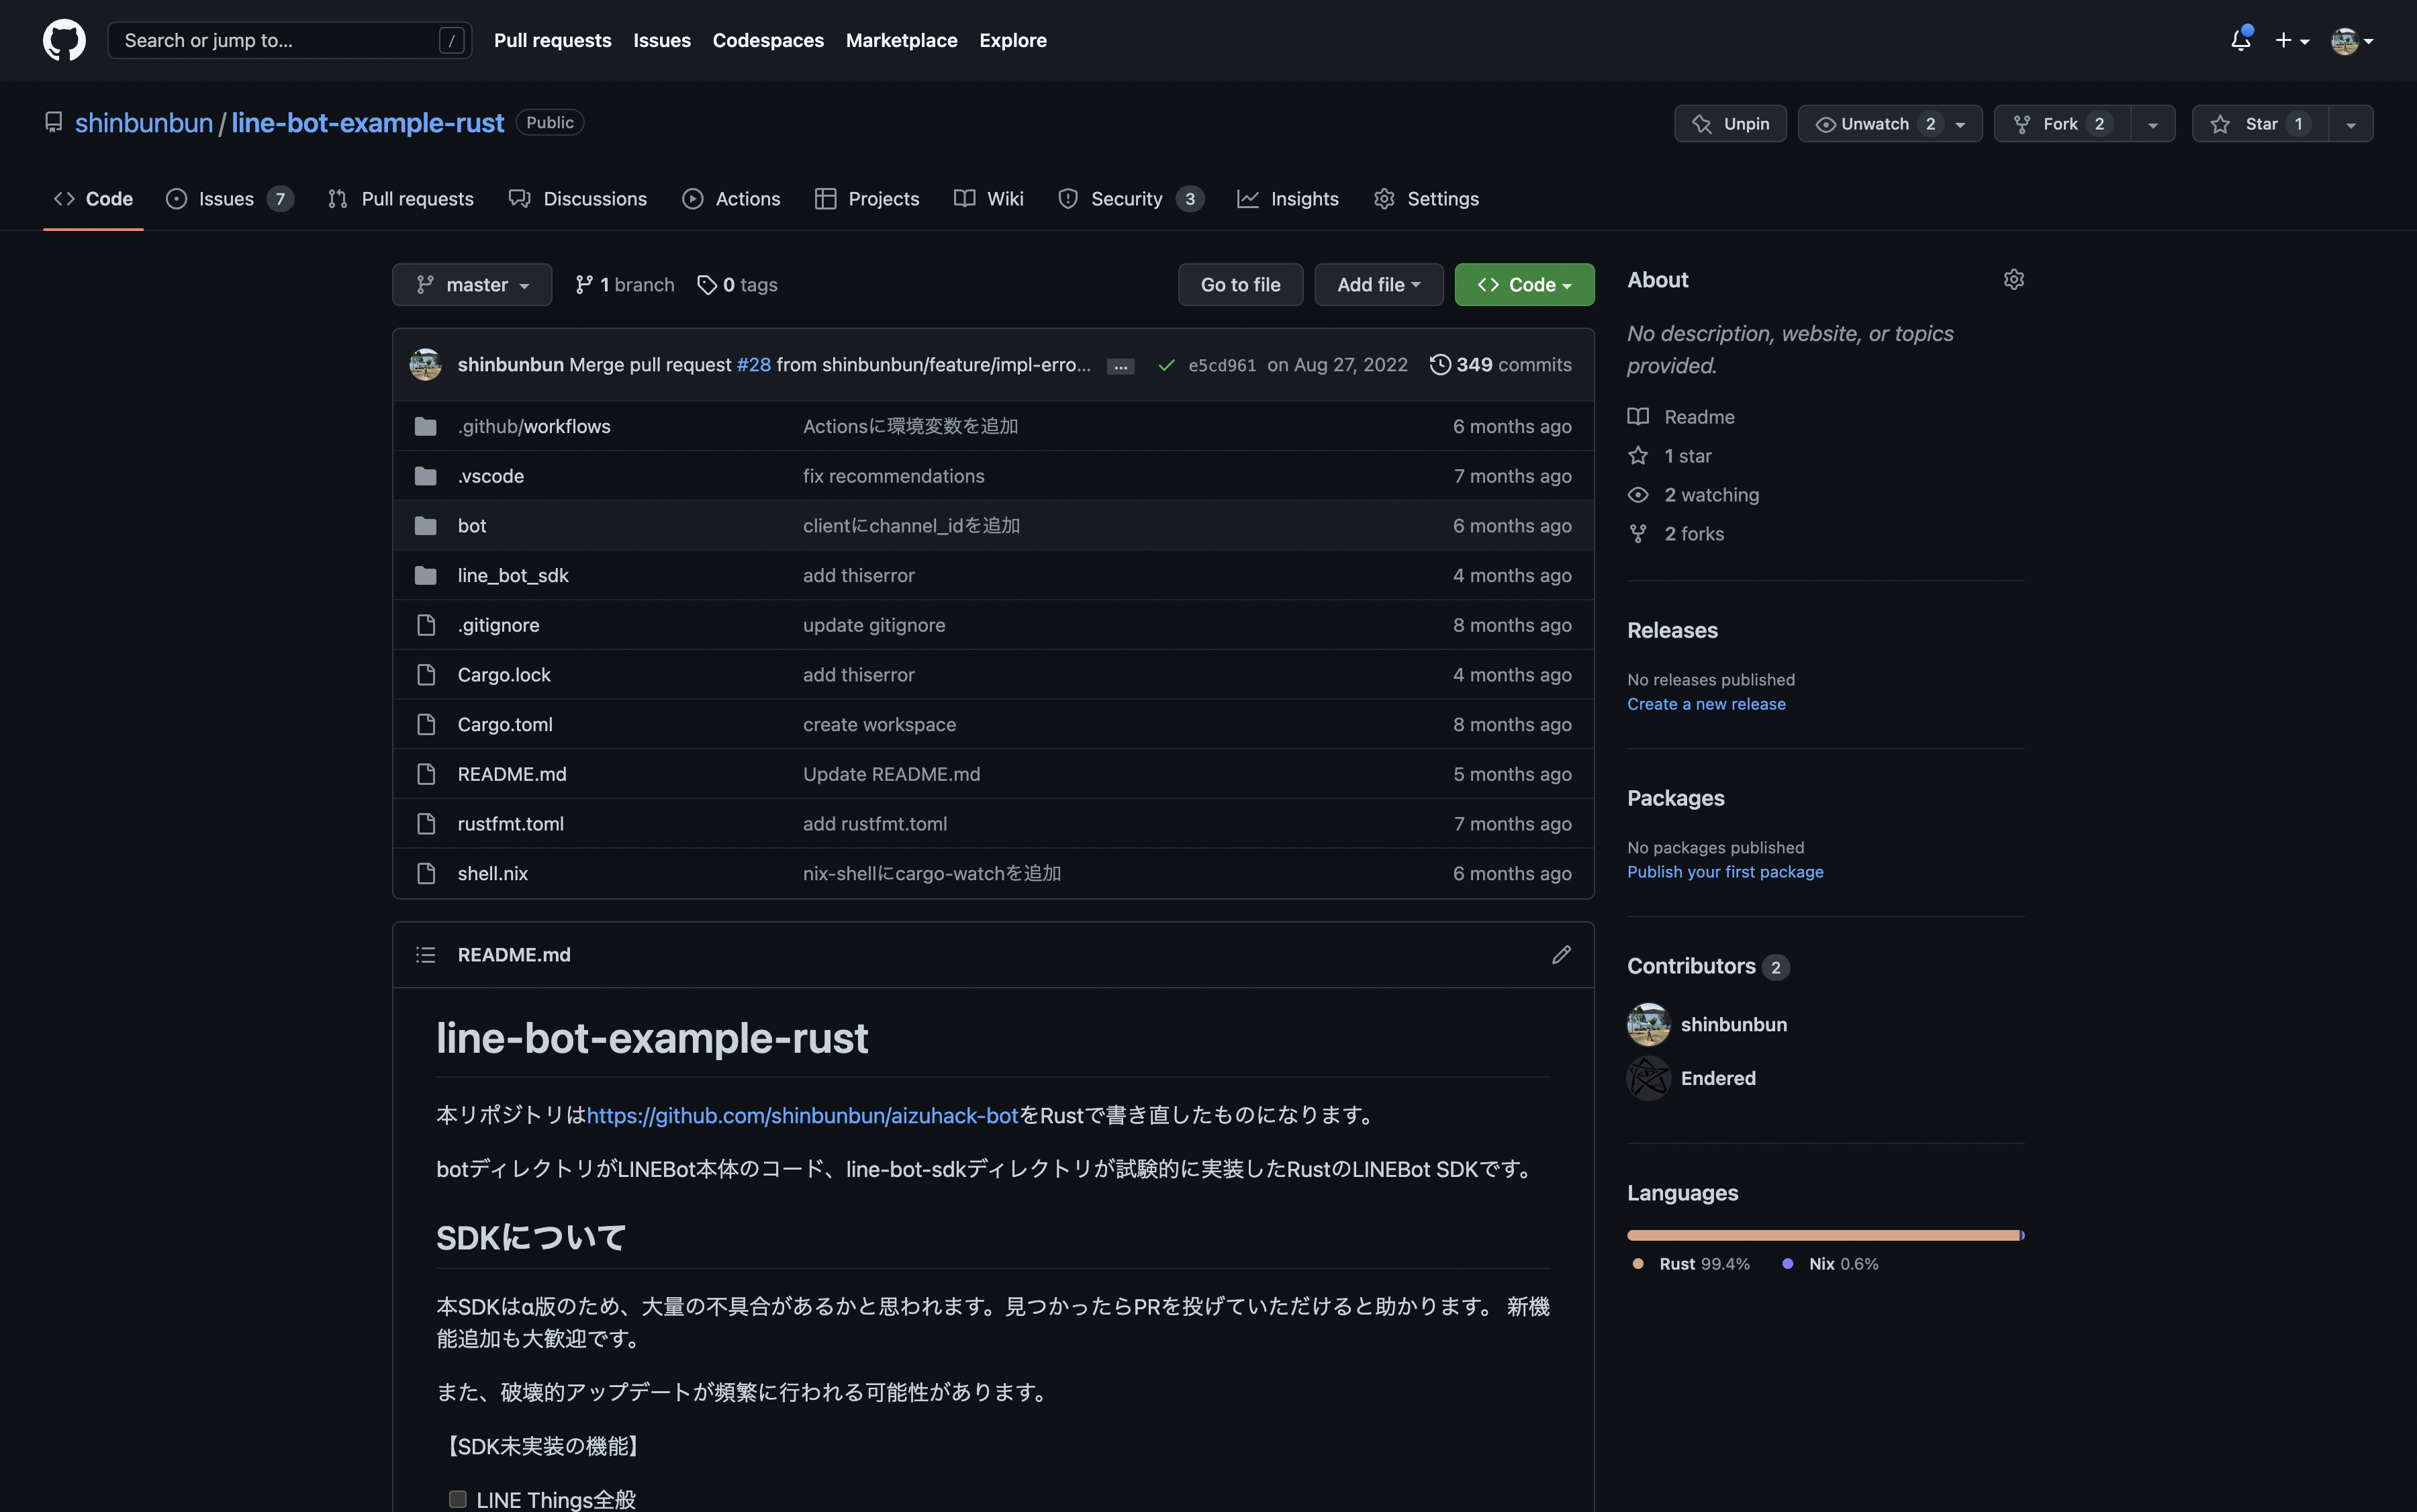 Search or jump to... /
Pull requests Issues Codespaces Marketplace Explore
shinbunbun / line-bot-example-rust Public
Unpin Unwatch 2 Fork 2 Star 1
Code Issues 7 Pull requests Discussions Actions Projects Wiki Security 3 Insights Settings
master 1 branch 0 tags
Go to file Add file Code
shinbunbun Merge pull request #28 from shinbunbun/feature/impl-erro... ... e5cd961 on Aug 27, 2022 349 commits
.github/workflows Actionsに環境変数を追加 6 months ago
.vscode fix recommendations 7 months ago
bot clientにchannel_idを追加 6 months ago
line_bot_sdk add thiserror 4 months ago
.gitignore update gitignore 8 months ago
Cargo.lock add thiserror 4 months ago
Cargo.toml create workspace 8 months ago
README.md Update README.md 5 months ago
rustfmt.toml add rustfmt.toml 7 months ago
shell.nix nix-shellにcargo-watchを追加 6 months ago
README.md
line-bot-example-rust
本リポジトリはhttps://github.com/shinbunbun/aizuhack-botをRustで書き直したものになります。
botディレクトリがLINEBot本体のコード、line-bot-sdkディレクトリが試験的に実装したRustのLINEBot SDKです。
SDKについて
本SDKはα版のため、大量の不具合があるかと思われます。見つかったらPRを投げていただけると助かります。 新機
能追加も大歓迎です。
また、破壊的アップデートが頻繁に行われる可能性があります。
【SDK未実装の機能】
LINE Things全般
About
No description, website, or topics
provided.
Readme
1 star
2 watching
2 forks
Releases
No releases published
Create a new release
Packages
No packages published
Publish your first package
Contributors 2
shinbunbun
Endered
Languages
Rust 99.4% Nix 0.6%